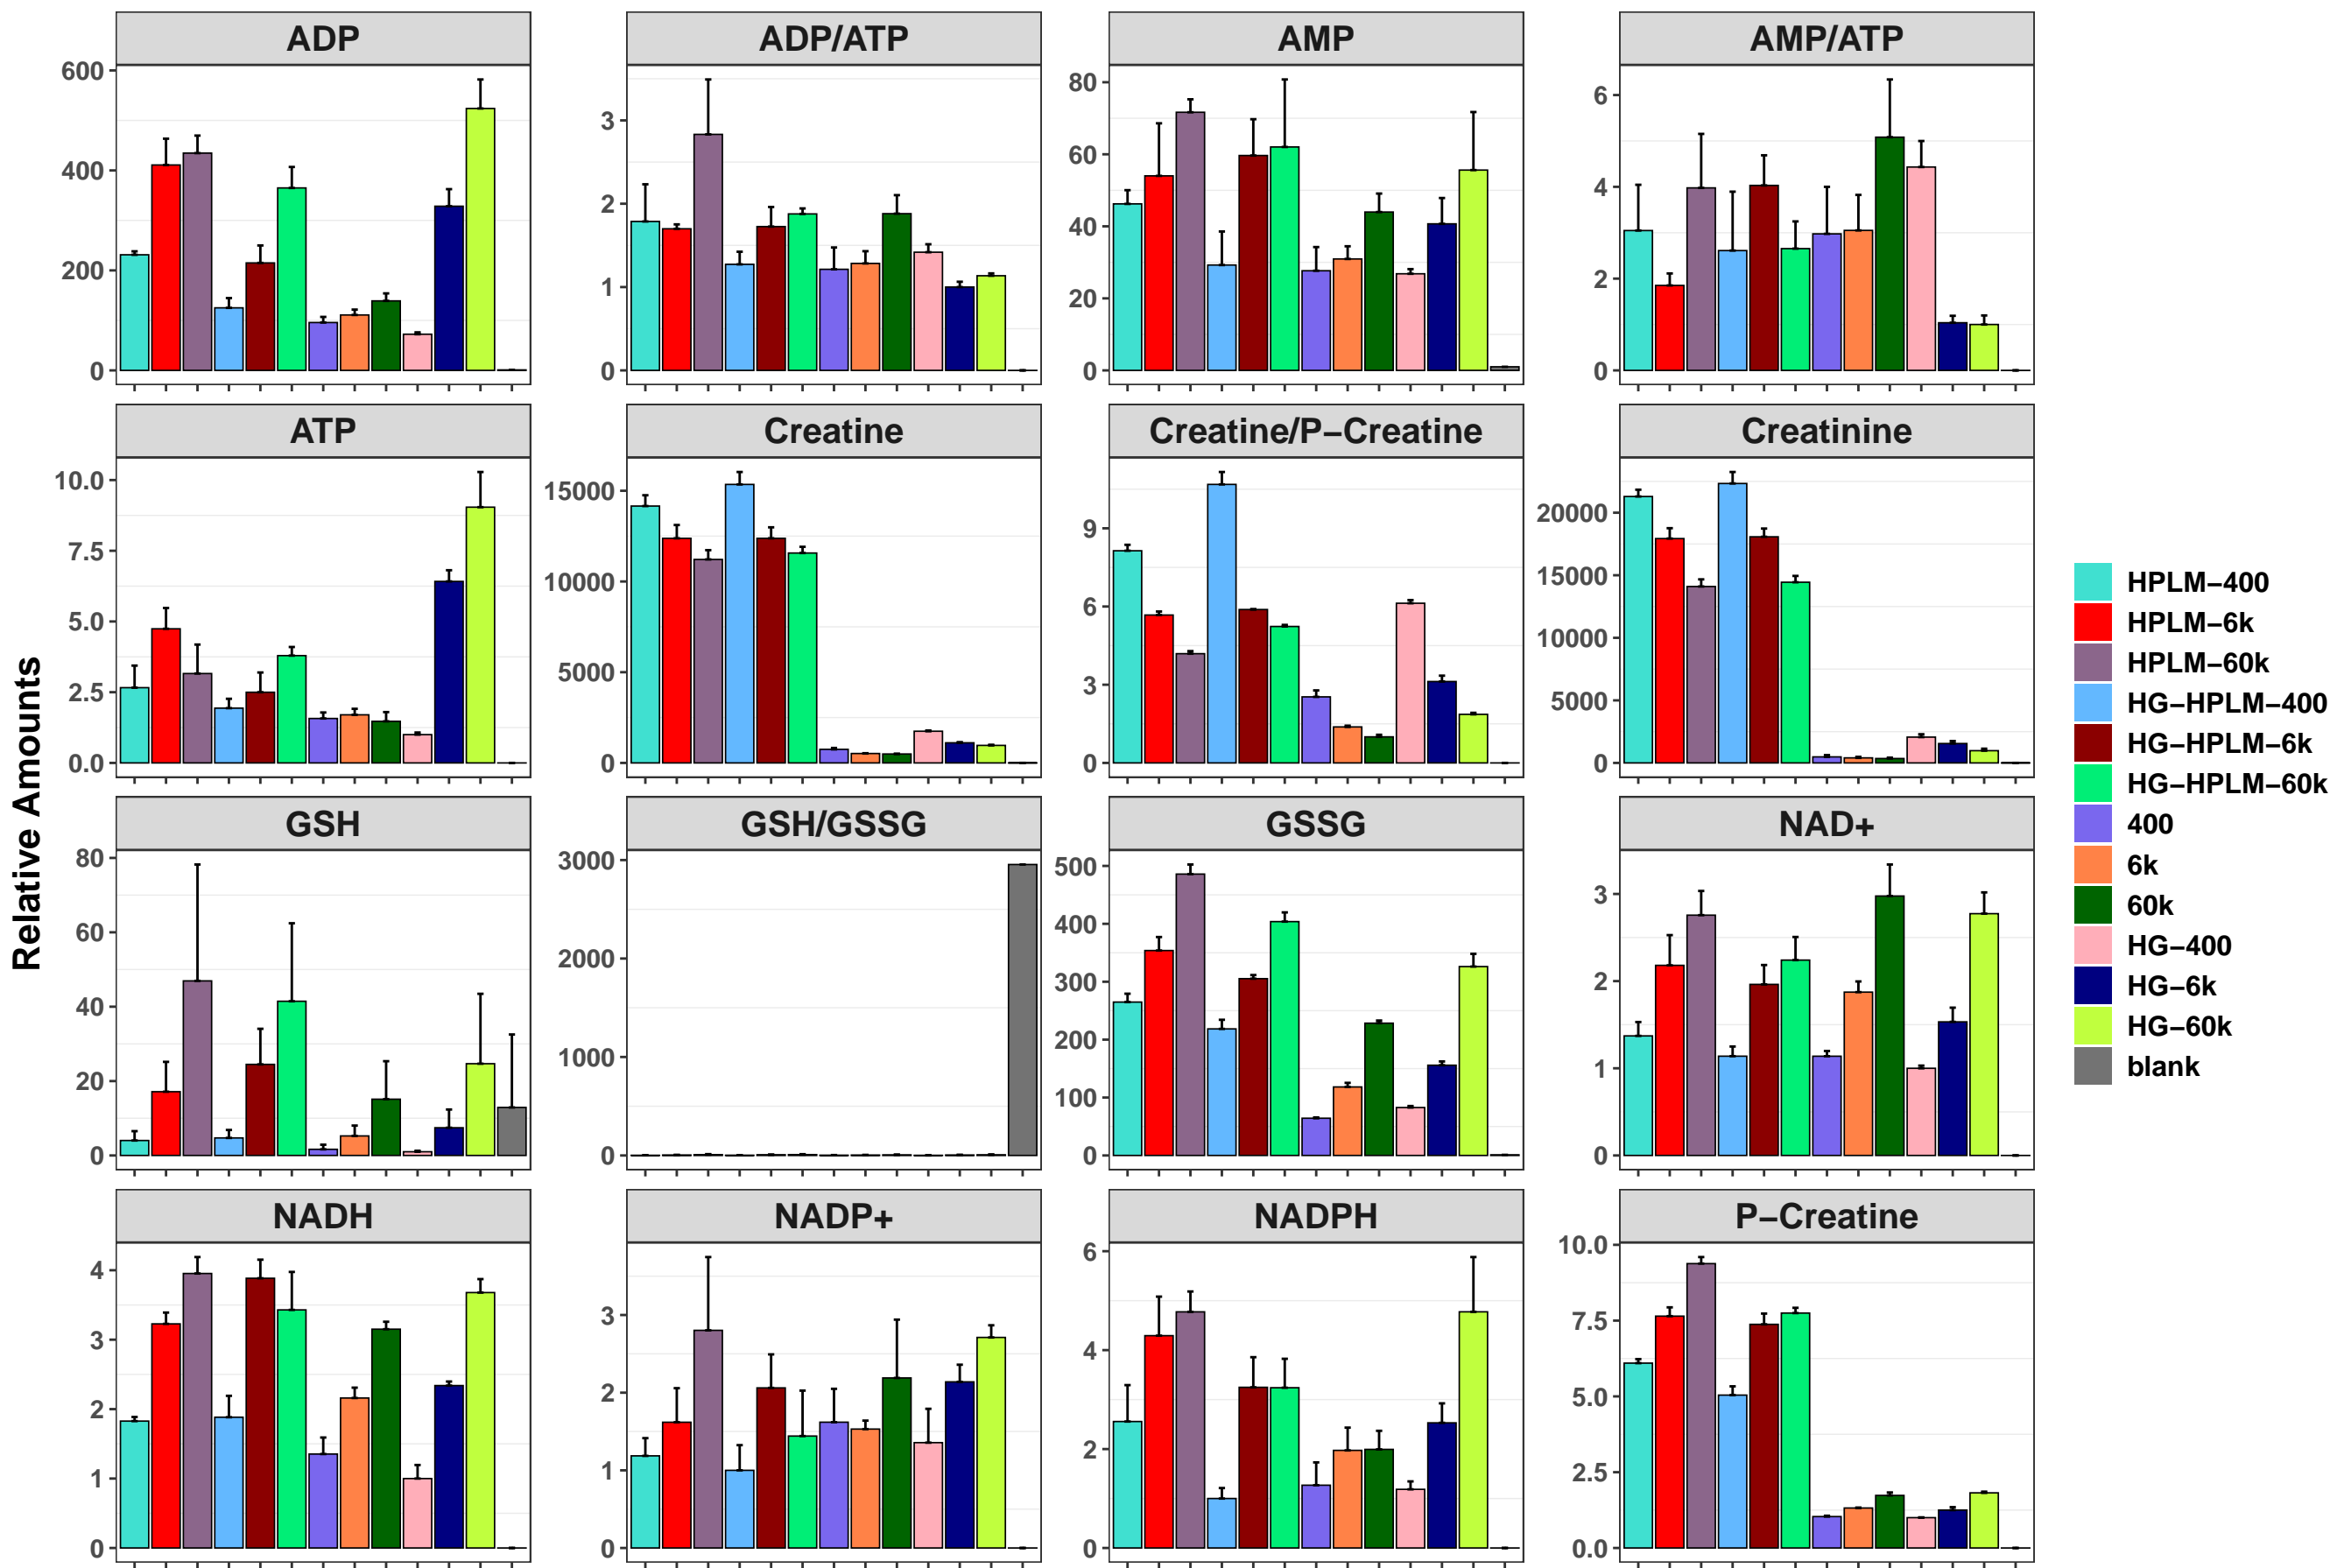 ADP
ADP/ATP
AMP
AMP/ATP
600
400
200
0
3
2
1
0
80
60
40
20
0
6
4
2
0
ATP
Creatine
Creatine/P−Creatine
Creatinine
10.0
7.5
5.0
2.5
0.0
15000
10000
5000
0
9
6
3
0
20000
15000
10000
5000
0
GSH
GSH/GSSG
GSSG
NAD+
80
60
40
20
0
3000
2000
1000
0
500
400
300
200
100
0
3
2
1
0
NADH
NADP+
NADPH
P−Creatine
4
3
2
1
0
3
2
1
0
6
4
2
0
10.0
7.5
5.0
2.5
0.0
Relative Amounts
HPLM−400
HPLM−6k
HPLM−60k
HG−HPLM−400
HG−HPLM−6k
HG−HPLM−60k
400
6k
60k
HG−400
HG−6k
HG−60k
blank